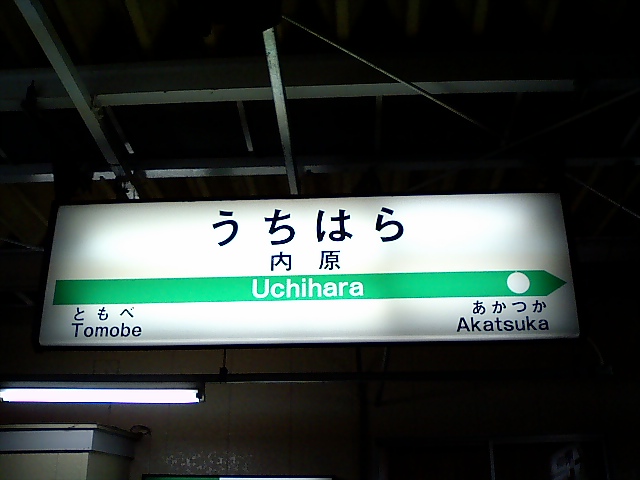 うちはら
内原
Uchihara
ともべ
Tomobe
あかつか
Akatsuka